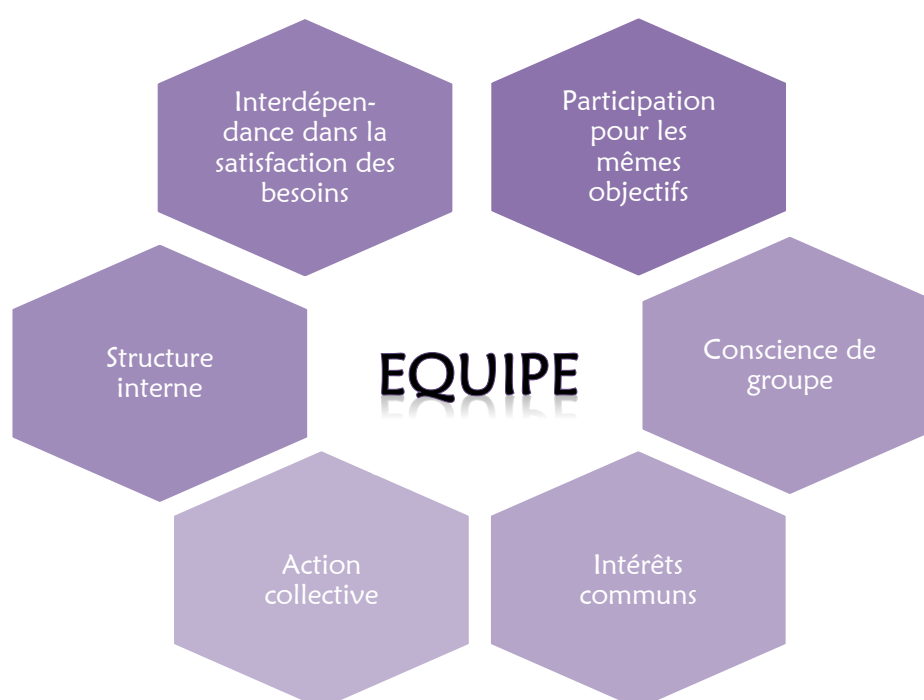 Interdépen-
dance dans la
satisfaction des
besoins
Participation
pour les
mêmes
objectifs
Structure
interne
EQUIPE
Conscience de
groupe
Action
collective
Intérêts
communs